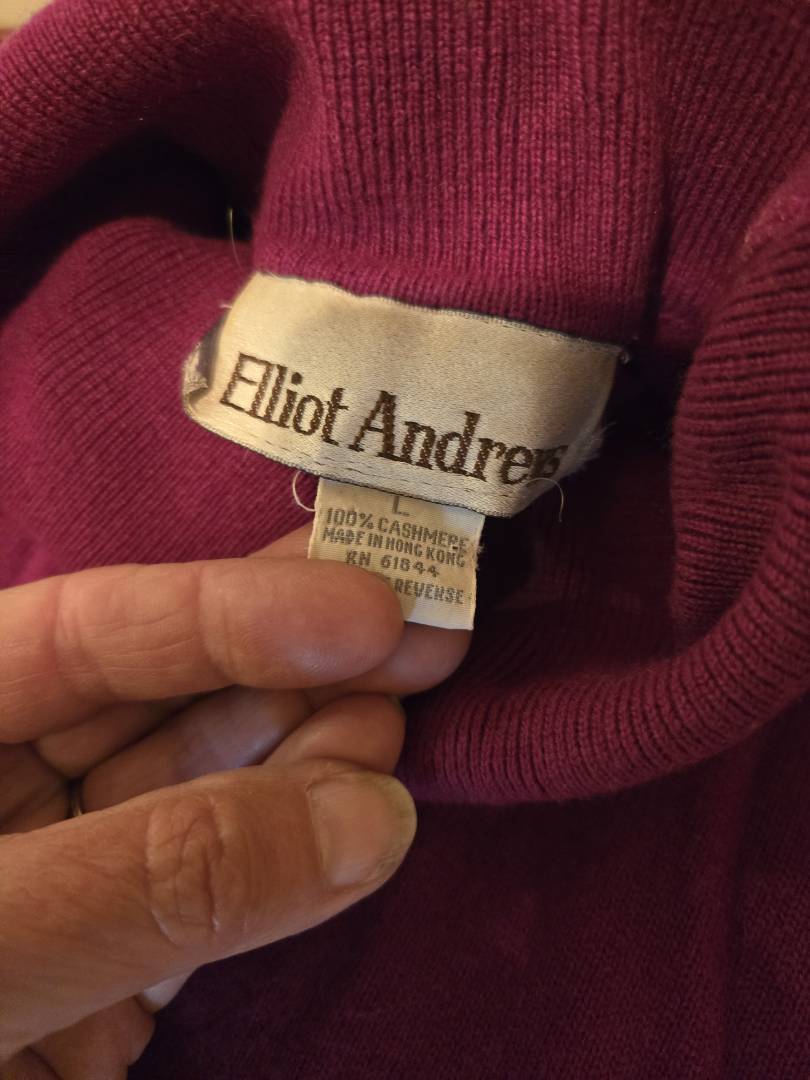 Elliot Andrews
L
100% CASHMERE
MADE IN HONG KONG
RN 61844
REVERSE